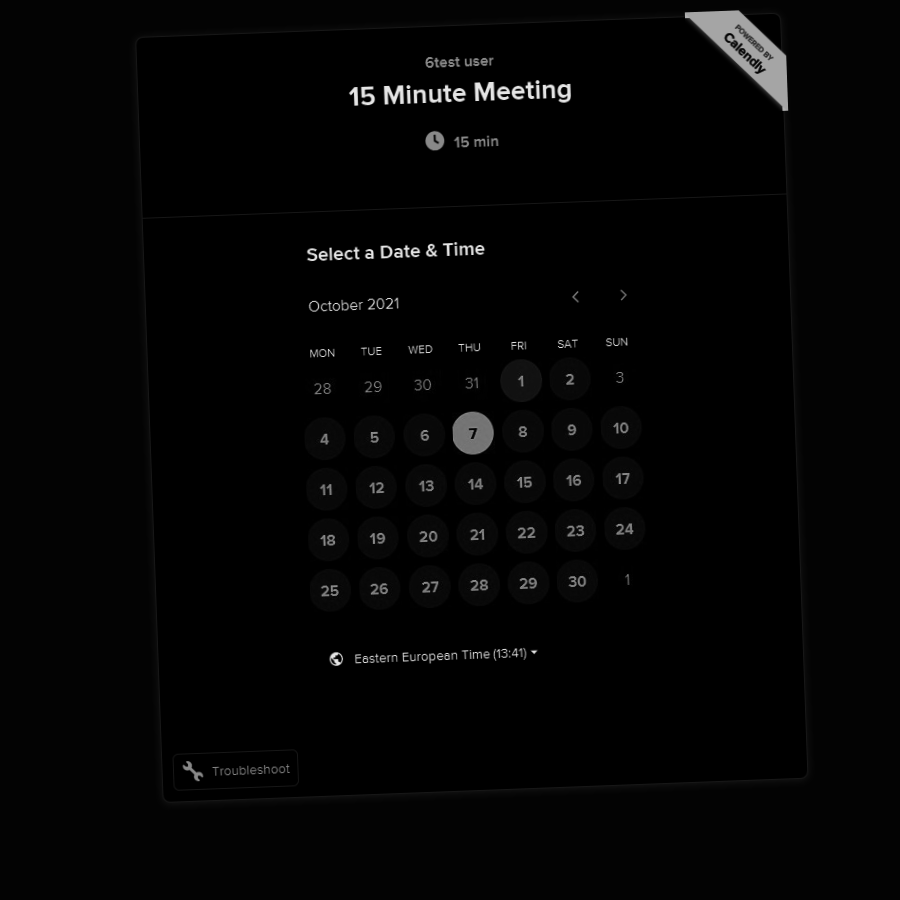 POWERED BY
Calendly
6test user
15 Minute Meeting
15 min
Select a Date & Time
October 2021
MON TUE WED THU FRI SAT SUN
28 29 30 31 1 2 3
4 5 6 7 8 9 10
11 12 13 14 15 16 17
18 19 20 21 22 23 24
25 26 27 28 29 30 1
Eastern European Time (13:41)
Troubleshoot